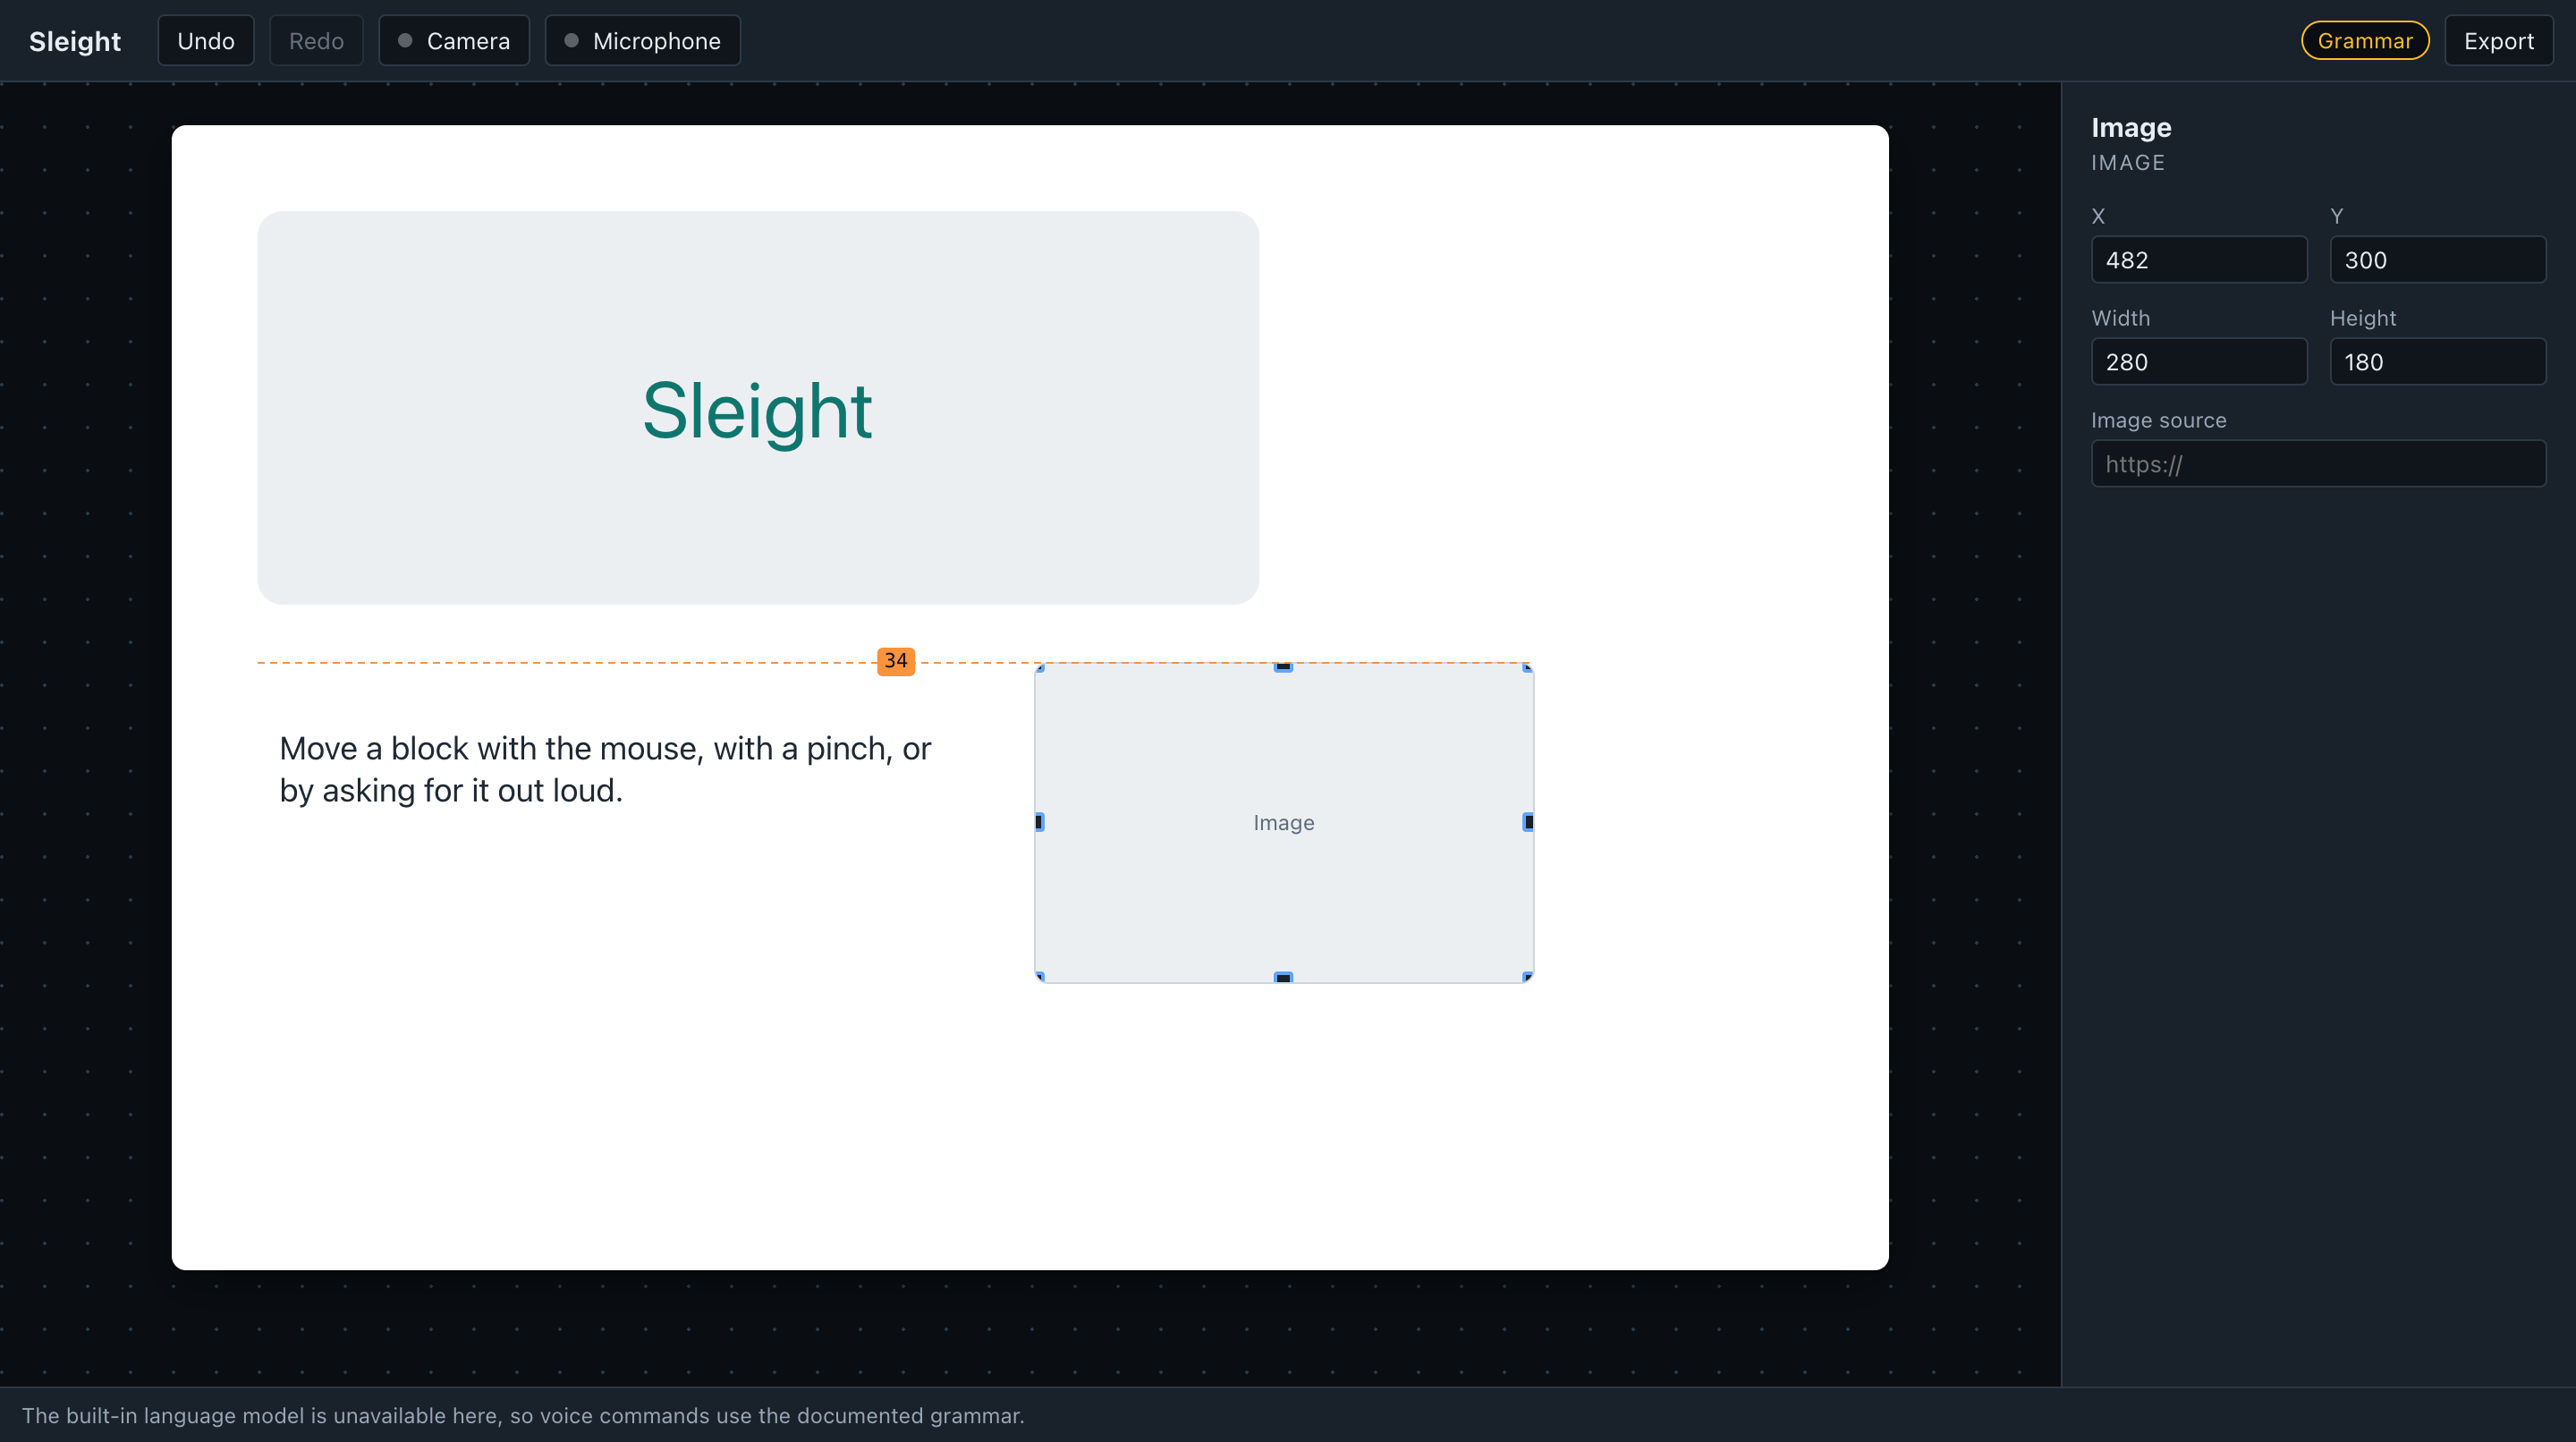 Sleight
Undo
Redo
Camera
Microphone
Grammar
Export
Sleight
34
Move a block with the mouse, with a pinch, or
by asking for it out loud.
Image
Image
IMAGE
X
Y
482
300
Width
Height
280
180
Image source
https://
The built-in language model is unavailable here, so voice commands use the documented grammar.